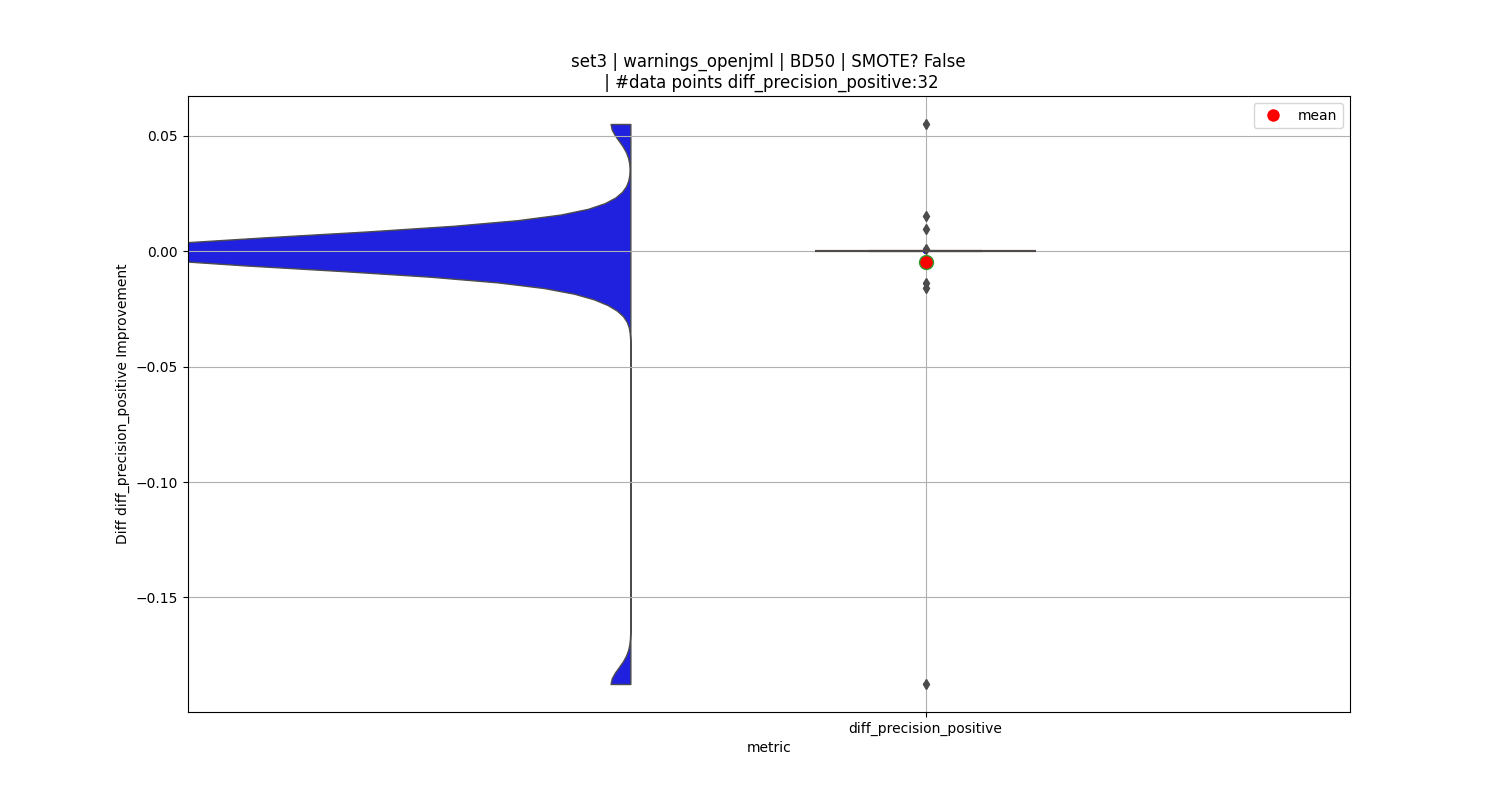 set3 | warnings_openjml | BD50 | SMOTE? False
| #data points diff_precision_positive:32
mean
0.05
0.00
−0.05
−0.10
−0.15
Diff diff_precision_positive Improvement
diff_precision_positive
metric